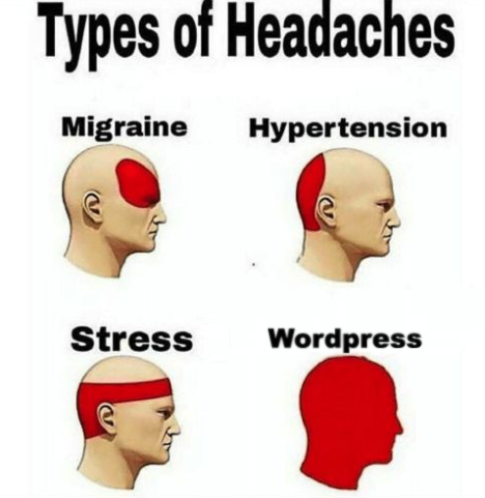 Types of Headaches
Migraine
Hypertension
Stress
Wordpress